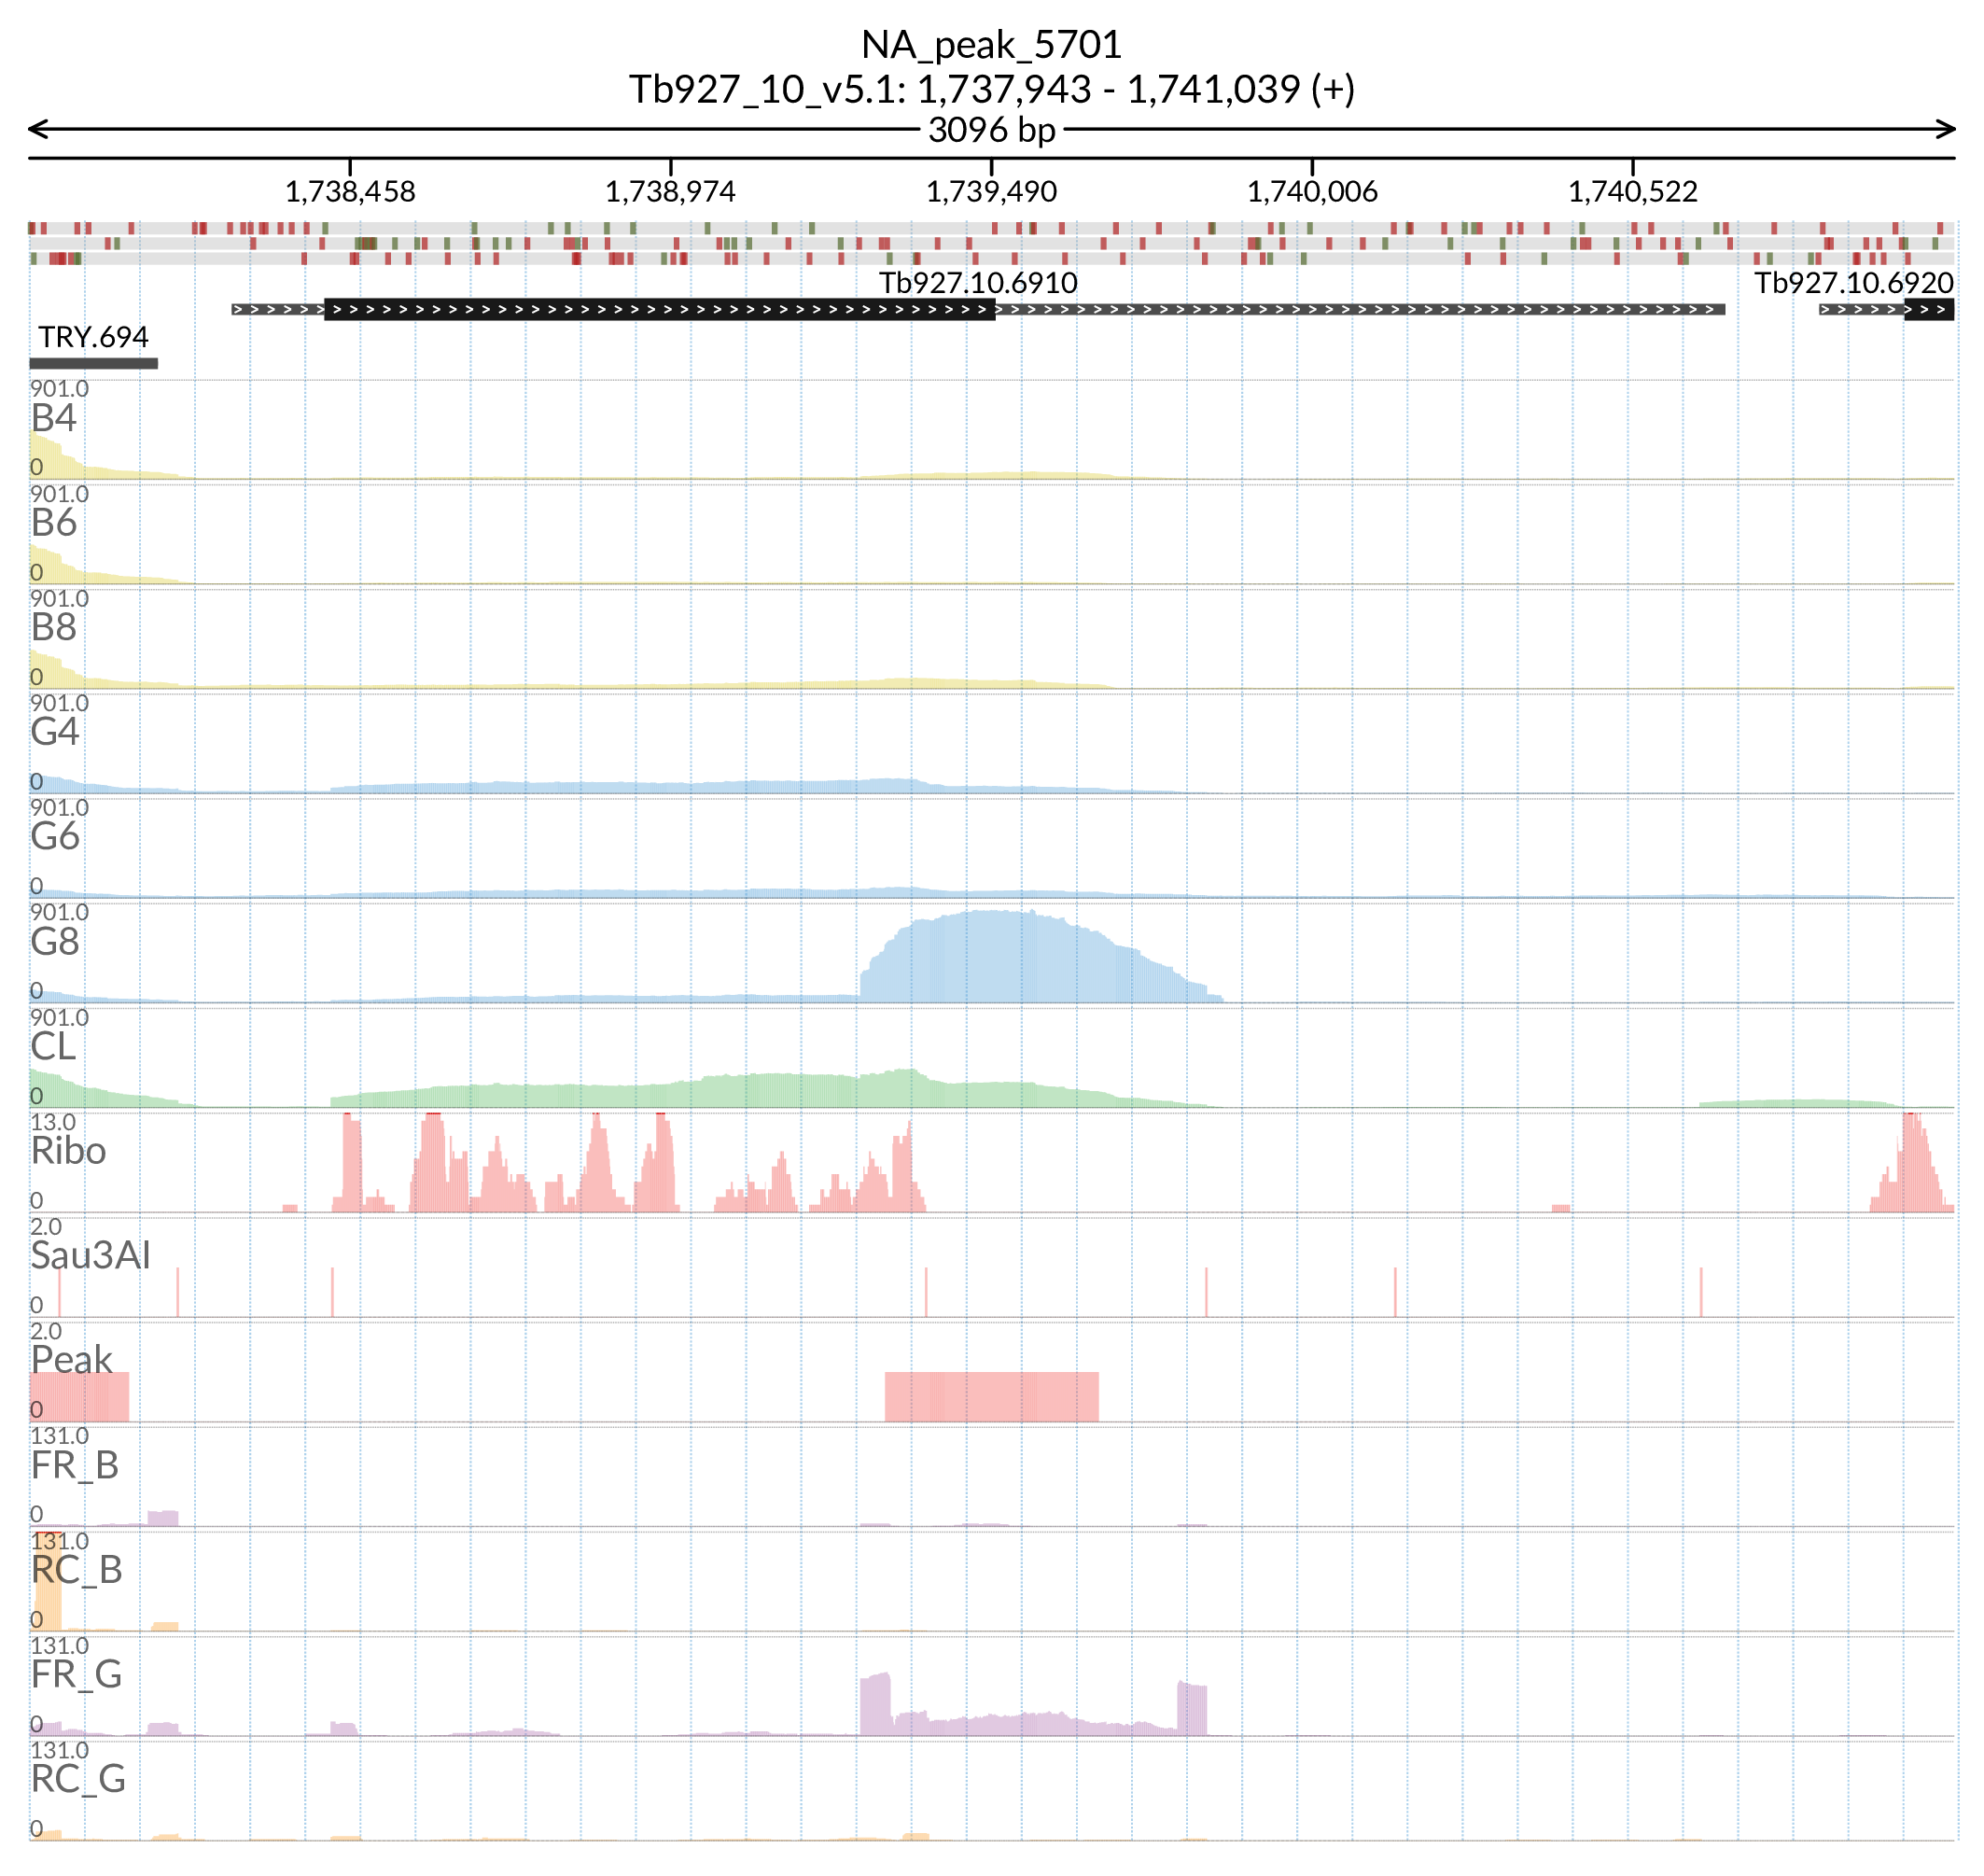 NA_peak_5701
Tb927_10_v5.1: 1,737,943 - 1,741,039 (+)
3096 bp
1,738,458 1,738,974 1,739,490 1,740,006 1,740,522
Tb927.10.6910 Tb927.10.6920
TRY.694
901.0
B4
0
901.0
B6
0
901.0
B8
0
901.0
G4
0
901.0
G6
0
901.0
G8
0
901.0
CL
0
13.0
Ribo
0
2.0
Sau3AI
0
2.0
Peak
0
131.0
FR_B
0
131.0
RC_B
0
131.0
FR_G
0
131.0
RC_G
0